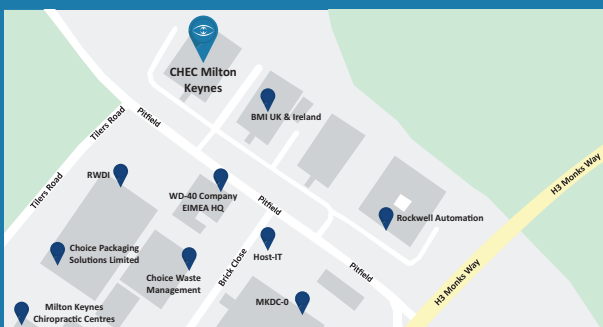 CHEC Milton
Keynes
BMI UK & Ireland
Tilers Road
Pitfield
RWDI
WD-40 Company
EIMEA HQ
Tilers Road
Pitfield
H3 Monks Way
Rockwell Automation
Choice Packaging
Solutions Limited
Host-IT
Brick Close
Choice Waste
Management
Pitfield
H3 Monks Way
MKDC-0
Milton Keynes
Chiropractic Centres